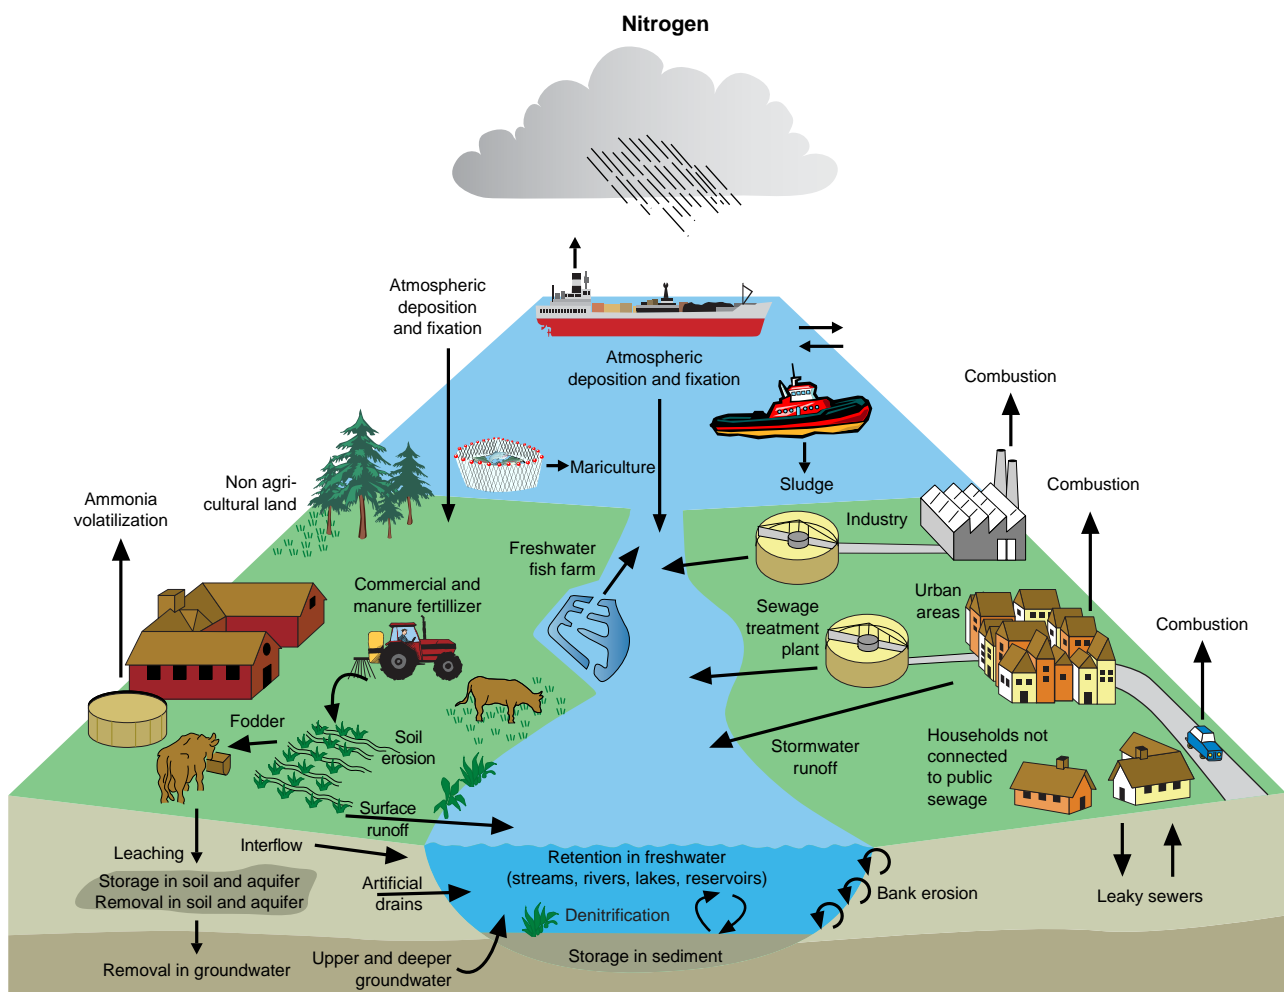 Nitrogen
Atmospheric
deposition
and fixation
Atmospheric
deposition and fixation
Combustion
Mariculture
Sludge
Non agri-
cultural land
Ammonia
volatilization
Combustion
Industry
Freshwater
fish farm
Commercial and
manure fertillizer
Sewage
treatment
plant
Urban
areas
Combustion
Fodder
Soil
erosion
Stormwater
runoff
Households not
connected
to public
sewage
Surface
runoff
Interflow
Leaching
Storage in soil and aquifer
Removal in soil and aquifer
Artificial
drains
Retention in freshwater
(streams, rivers, lakes, reservoirs)
Denitrification
Bank erosion
Leaky sewers
Removal in groundwater
Upper and deeper
groundwater
Storage in sediment